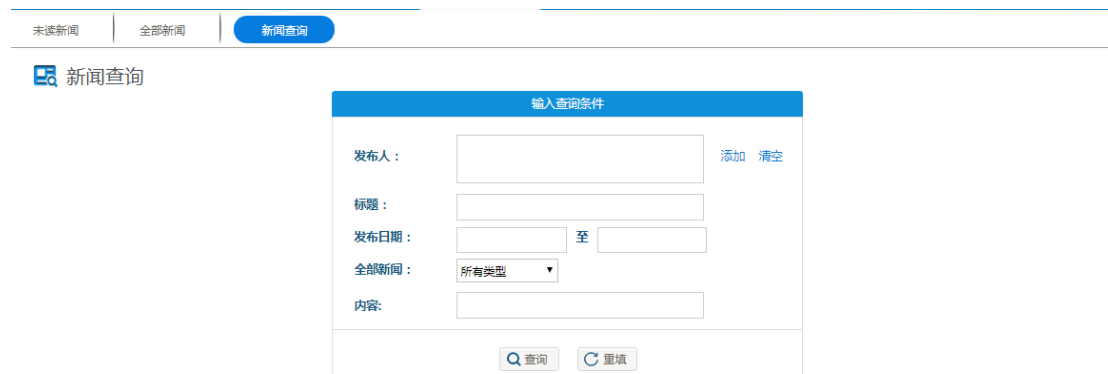 未读新闻 全部新闻 新闻查询
新闻查询
输入查询条件
发布人： 添加 清空
标题：
发布日期： 至
全部新闻： 所有类型
内容:
查询 重填